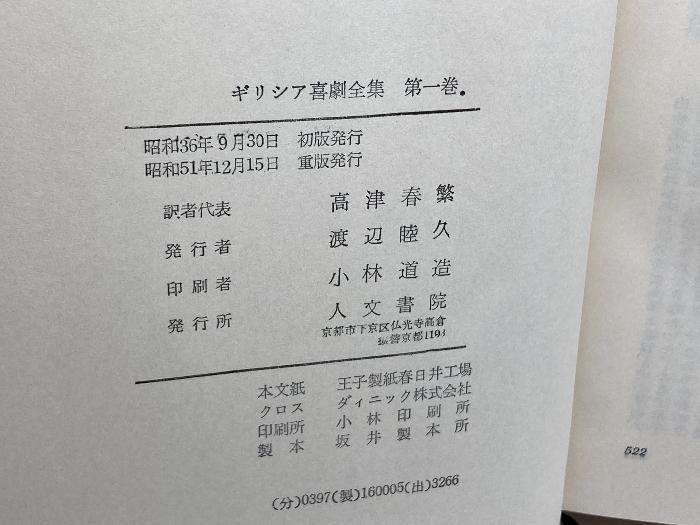 ギリシア喜劇全集 第一巻
昭和36年9月30日 初版発行
昭和51年12月15日 重版発行
訳者代表 高津春繁
発行者 渡辺睦久
印刷者 小林道造
発行所 人文書院
京都市下京区仏光寺高倉
振替京都1103
本文紙 王子製紙春日井工場
クロス ダイニック株式会社
印刷所 小林印刷所
製本 坂井製本所
(分)0397(製)160005(出)3266
522